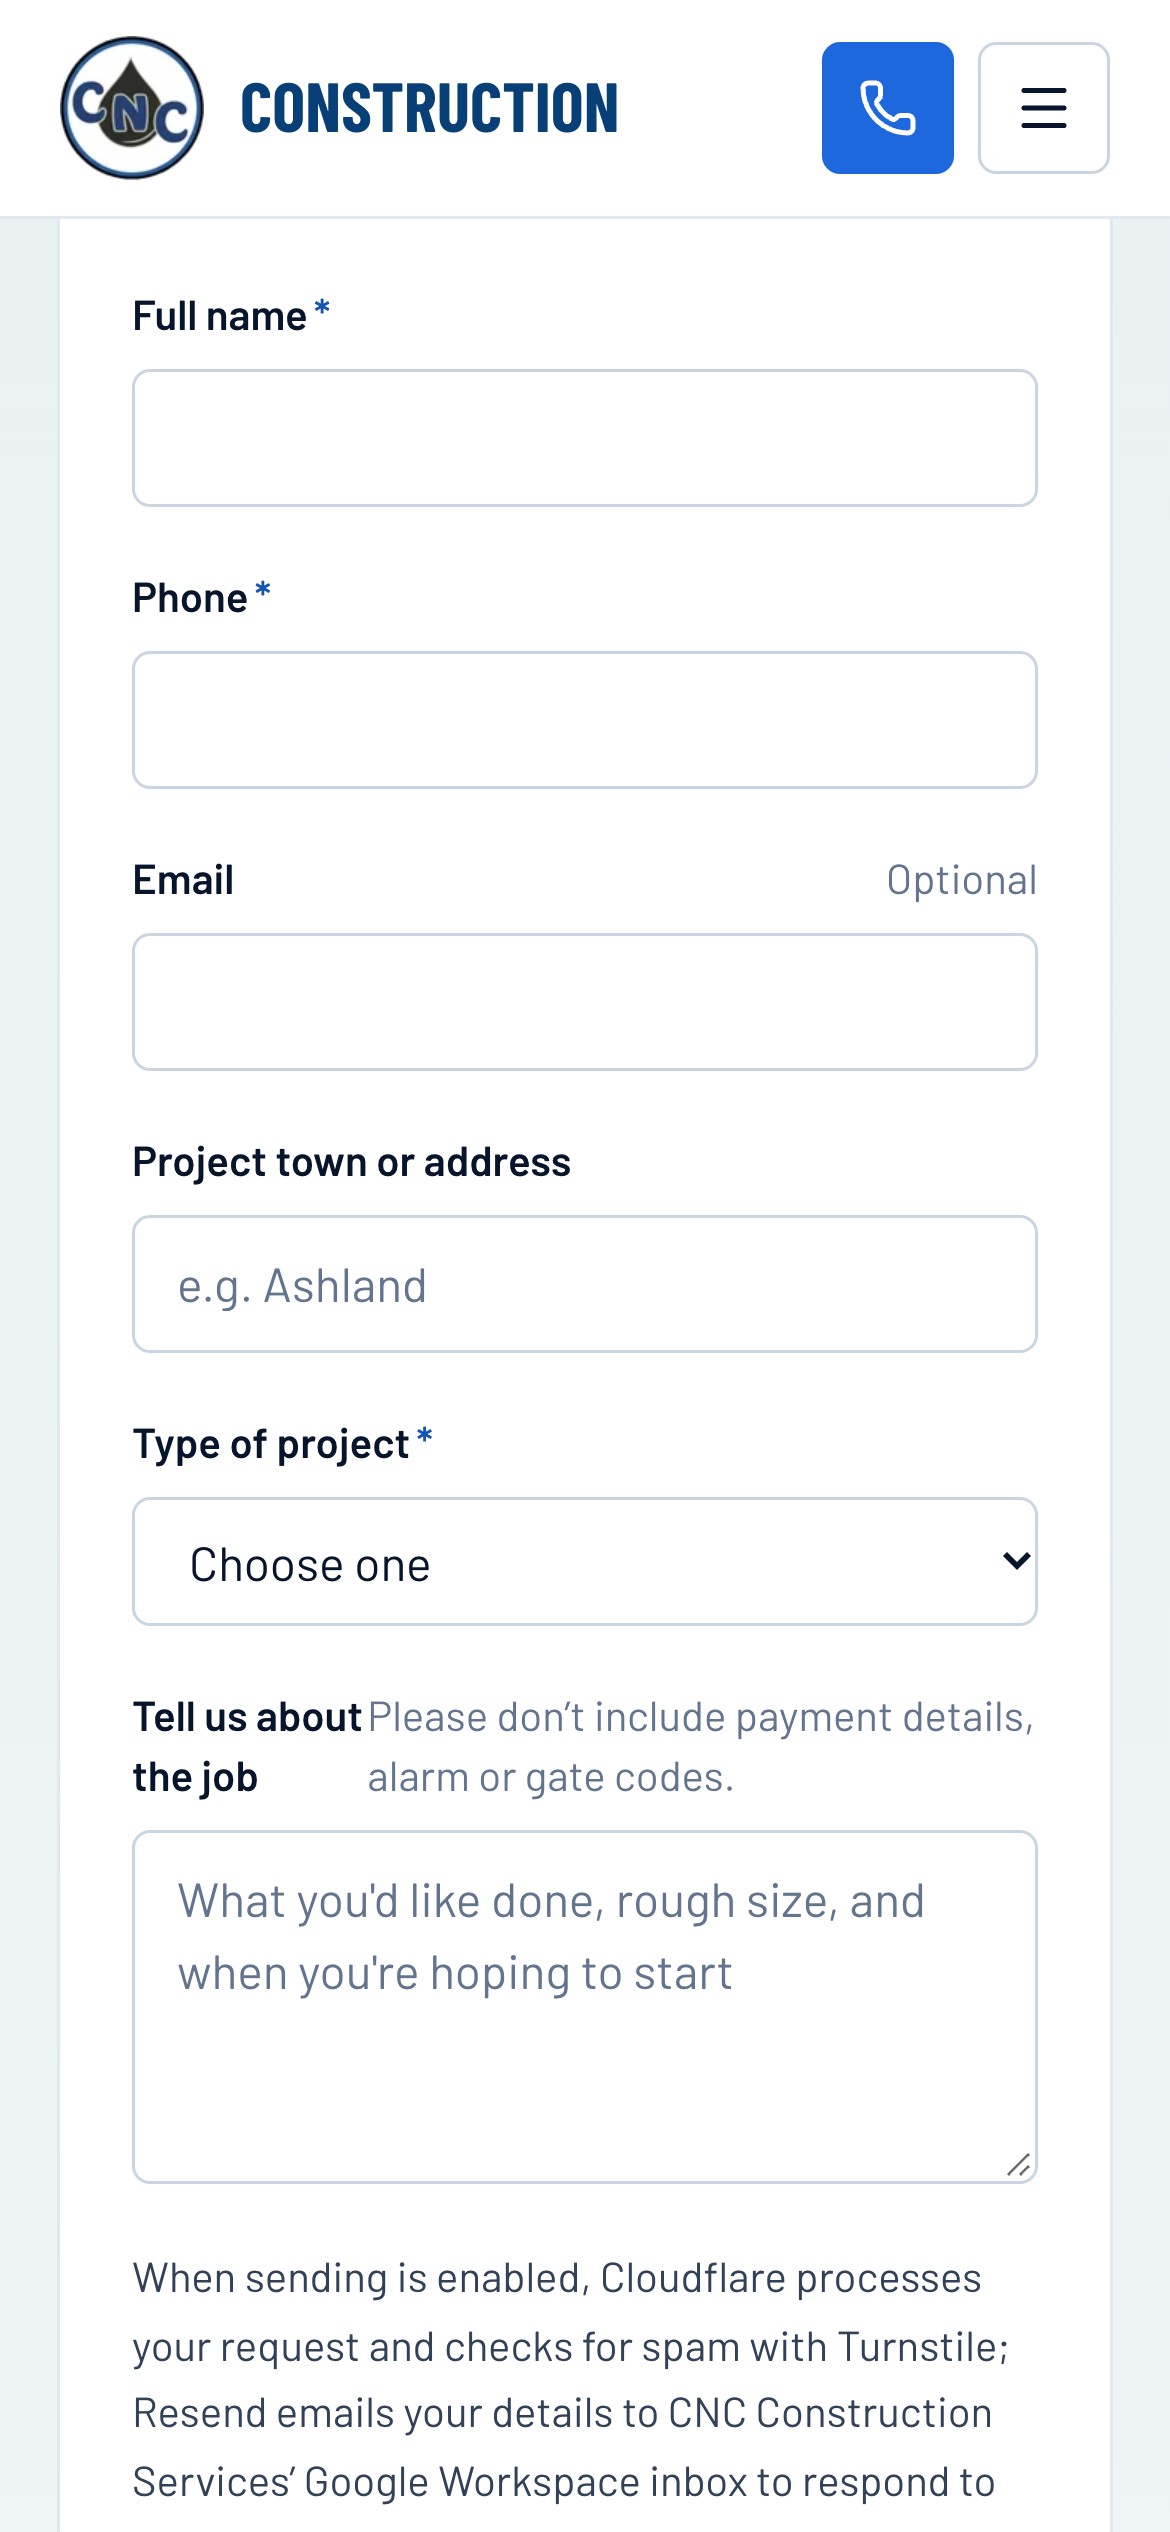 CNC CONSTRUCTION
Full name *
Phone *
Email Optional
Project town or address
e.g. Ashland
Type of project *
Choose one
Tell us about the job
Please don’t include payment details,
alarm or gate codes.
What you'd like done, rough size, and
when you're hoping to start
When sending is enabled, Cloudflare processes
your request and checks for spam with Turnstile;
Resend emails your details to CNC Construction
Services’ Google Workspace inbox to respond to